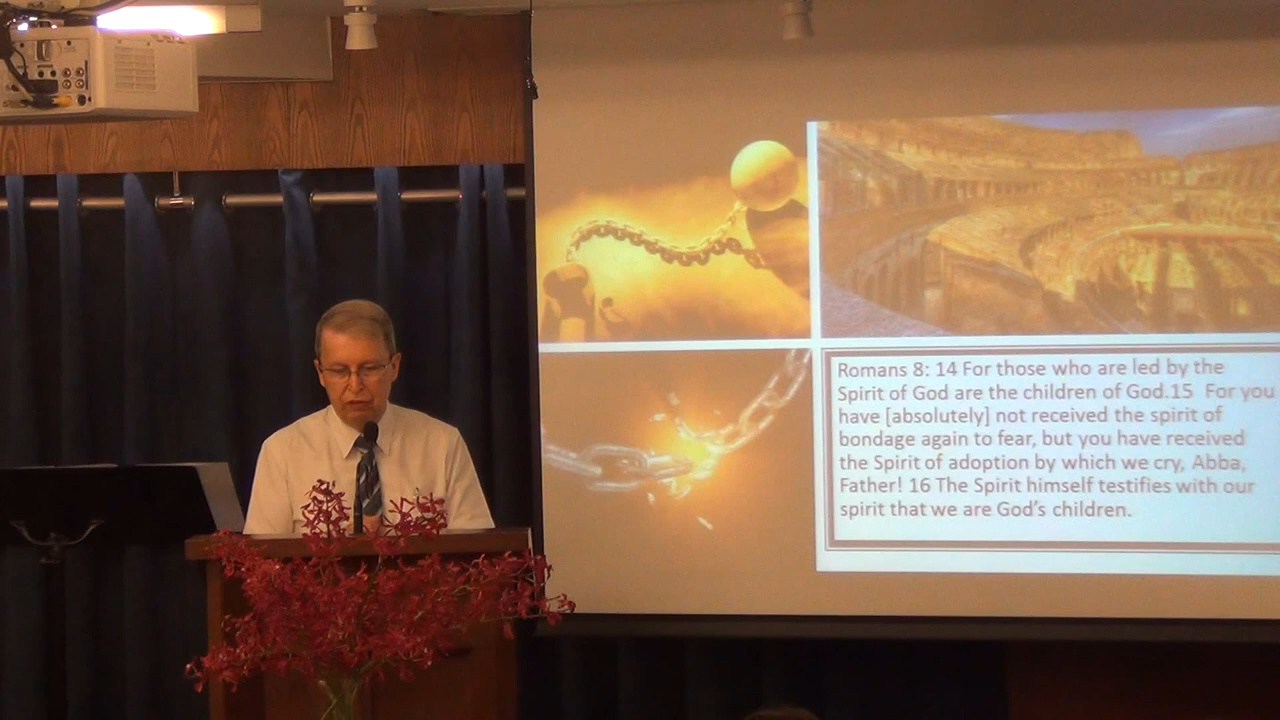 Romans 8: 14 For those who are led by the
Spirit of God are the children of God.15 For you
have [absolutely] not received the spirit of
bondage again to fear, but you have received
the Spirit of adoption by which we cry, Abba,
Father! 16 The Spirit himself testifies with our
spirit that we are God's children.